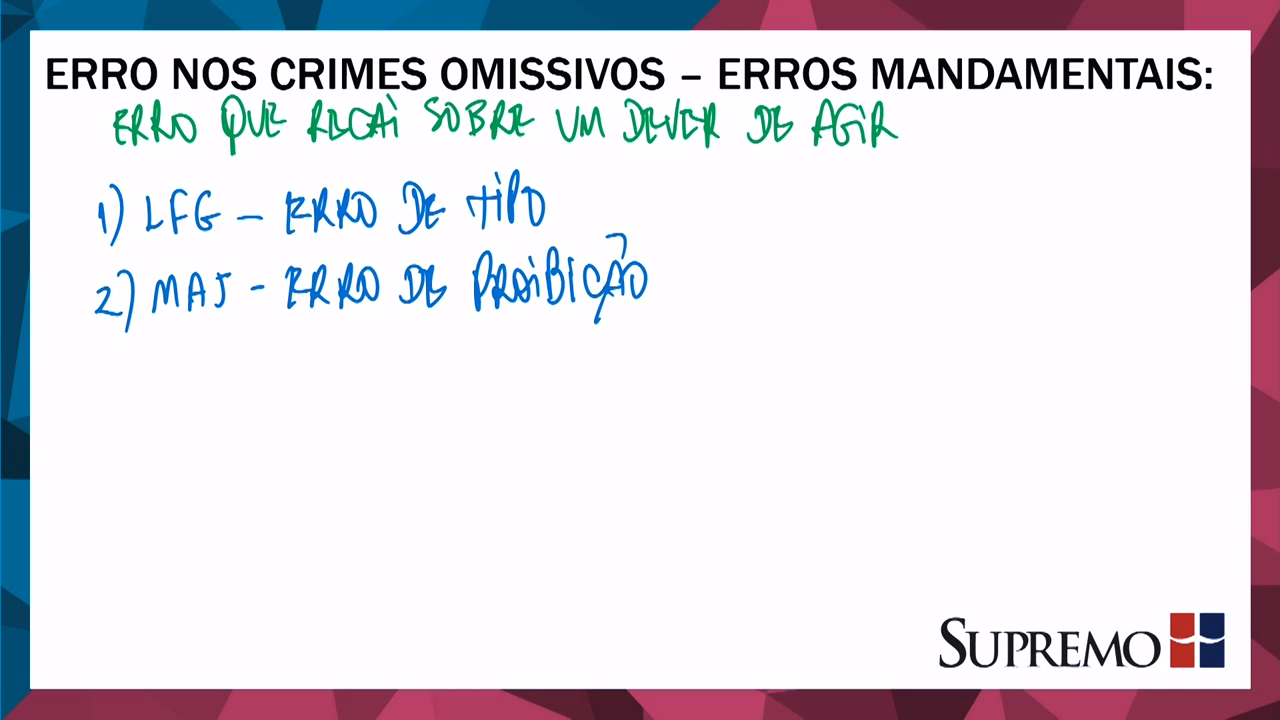 ERRO NOS CRIMES OMISSIVOS – ERROS MANDAMENTAIS:
ERRO QUE RECAI SOBRE UM DEVER DE AGIR
1) LFG – ERRO DE TIPO
2) MAJ - ERRO DE PROIBIÇÃO
SUPREMO